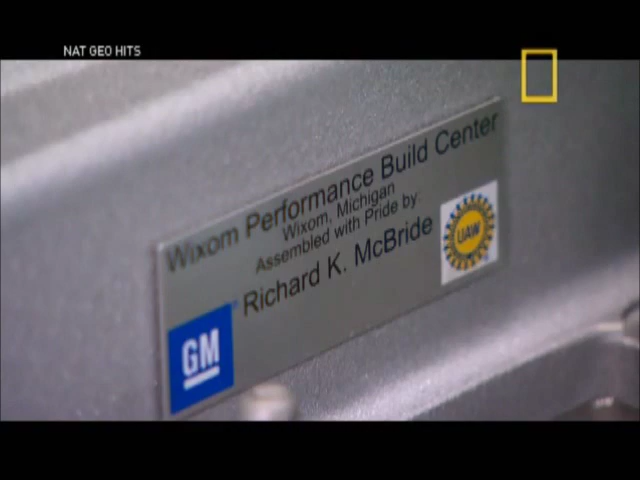 NAT GEO HITS
Wixom Performance Build Center
Wixom, Michigan
Assembled with Pride by:
Richard K. McBride
UAW
GM